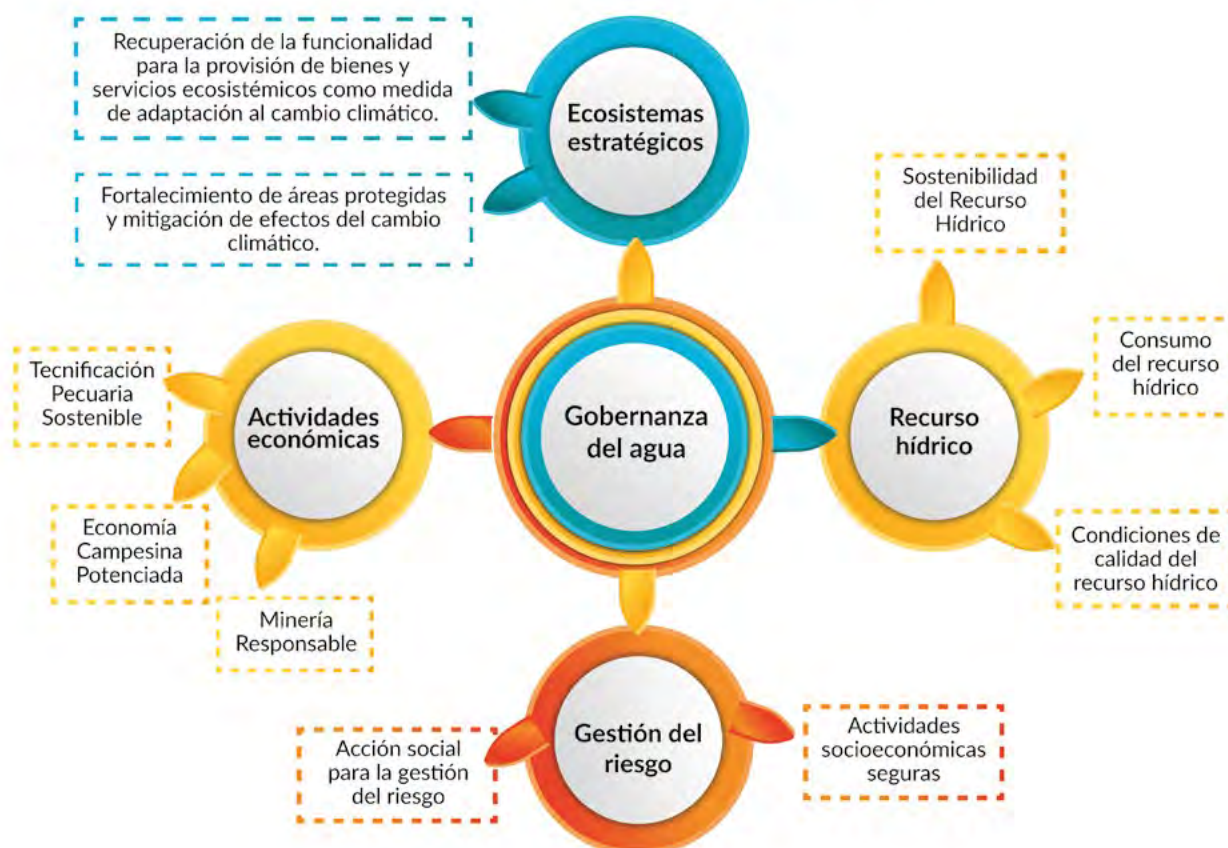 Recuperación de la funcionalidad
para la provisión de bienes y
servicios ecosistémicos como medida
de adaptación al cambio climático.
Fortalecimiento de áreas protegidas
y mitigación de efectos del cambio
climático.
Ecosistemas
estratégicos
Sostenibilidad
del Recurso
Hídrico
Consumo
del recurso
hídrico
Condiciones de
calidad del
recurso hídrico
Recurso
hídrico
Gobernanza
del agua
Actividades
económicas
Tecnificación
Pecuaria
Sostenible
Economía
Campesina
Potenciada
Minería
Responsable
Gestión del
riesgo
Acción social
para la gestión
del riesgo
Actividades
socioeconómicas
seguras